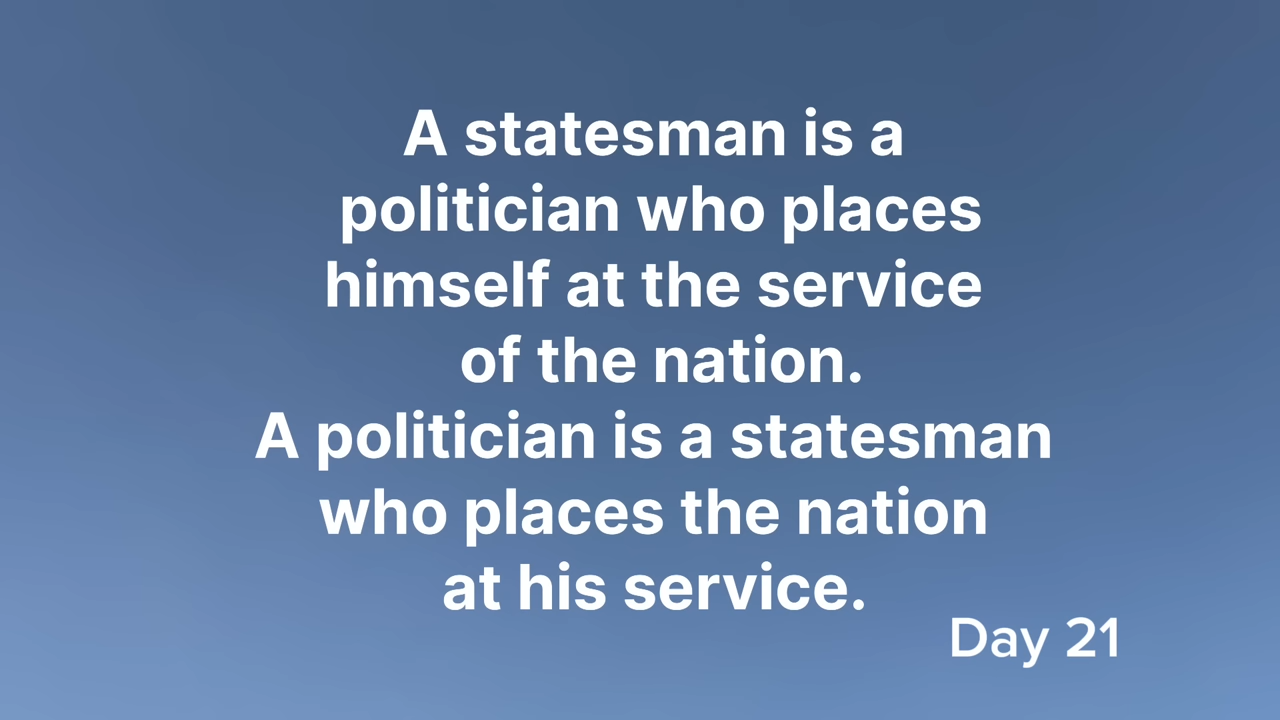 A statesman is a
politician who places
himself at the service
of the nation.
A politician is a statesman
who places the nation
at his service.
Day 21